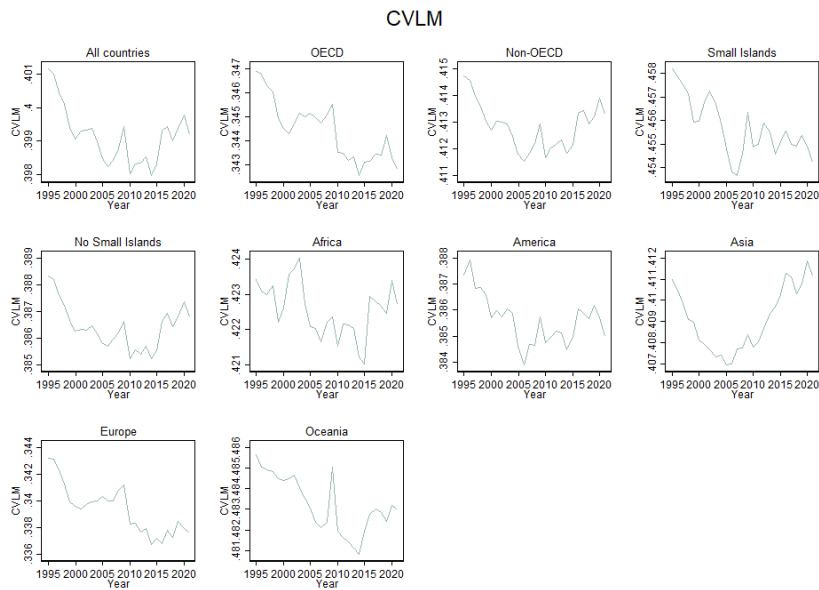 CVLM
All countries
OECD
Non-OECD
Small Islands
CVLM
.398 .399 .4 .401
CVLM
.343 .344 .345 .346 .347
CVLM
.411 .412 .413 .414 .415
CVLM
.454 .455 .456 .457 .458
1995 2000 2005 2010 2015 2020
1995 2000 2005 2010 2015 2020
1995 2000 2005 2010 2015 2020
1995 2000 2005 2010 2015 2020
Year
Year
Year
Year
No Small Islands
Africa
America
Asia
CVLM
.385 .386 .387 .388 .389
CVLM
.421 .422 .423 .424
CVLM
.384 .385 .386 .387 .388
CVLM
.407 .408 .409 .41 .411 .412
1995 2000 2005 2010 2015 2020
1995 2000 2005 2010 2015 2020
1995 2000 2005 2010 2015 2020
1995 2000 2005 2010 2015 2020
Year
Year
Year
Year
Europe
Oceania
CVLM
.336 .338 .34 .342 .344
CVLM
.481 .482 .483 .484 .485 .486
1995 2000 2005 2010 2015 2020
1995 2000 2005 2010 2015 2020
Year
Year